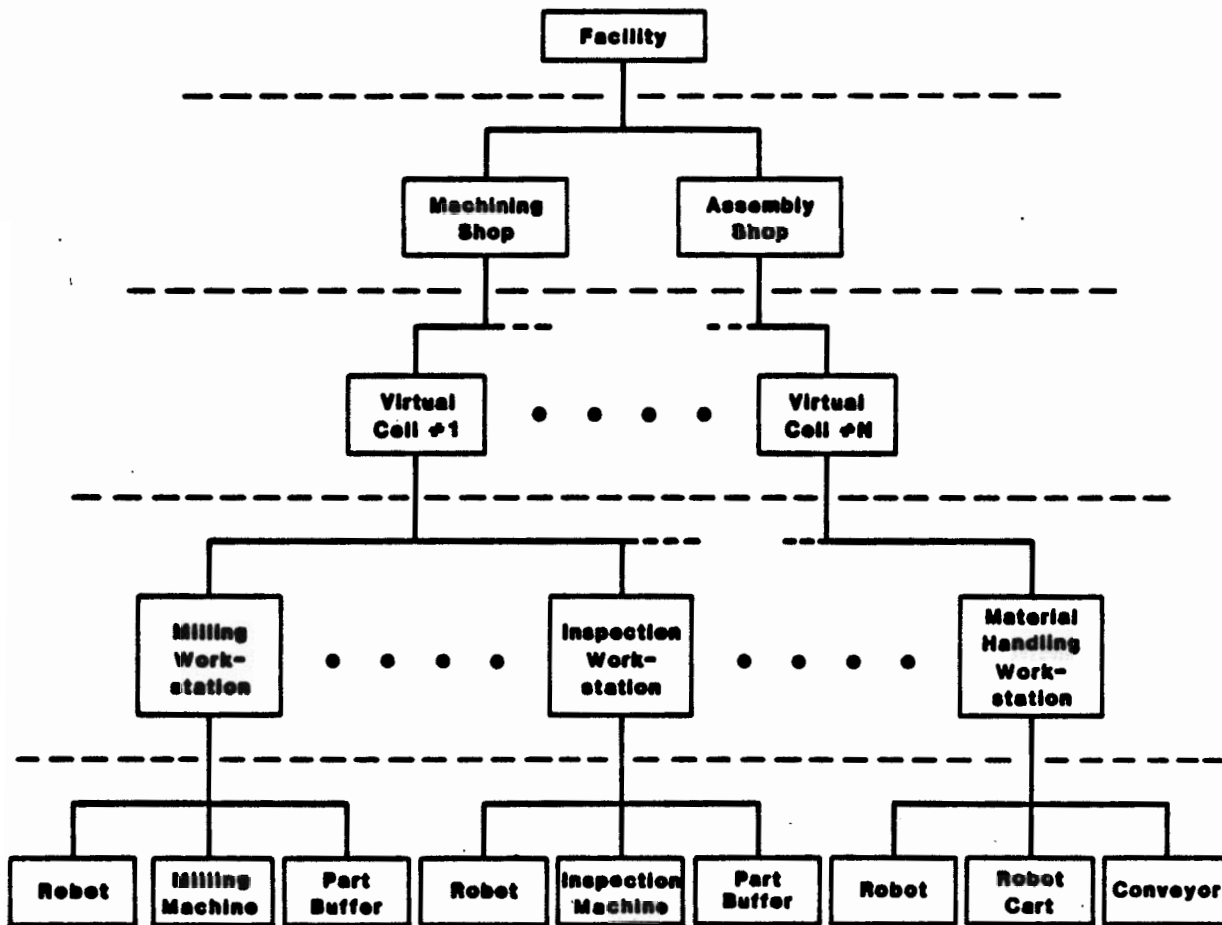 Facility
Machining
Shop
Assembly
Shop
Virtual
Cell #1
Virtual
Cell #N
Milling
Work-
station
Inspection
Work-
station
Material
Handling
Work-
station
Robot
Milling
Machine
Part
Buffer
Robot
Inspection
Machine
Part
Buffer
Robot
Robot
Cart
Conveyor